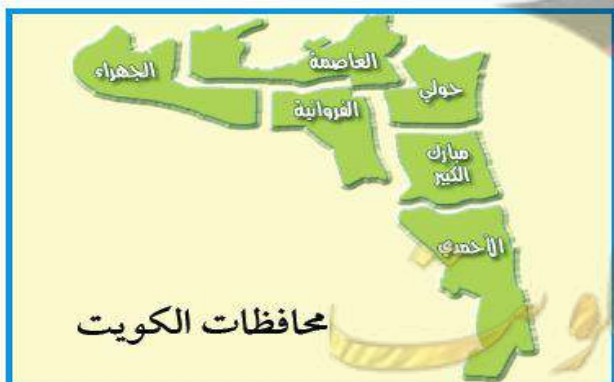 العاصمة
الجهراء
حولي
الفروانية
مبارك
الكبير
الأحمدي
محافظات الكويت